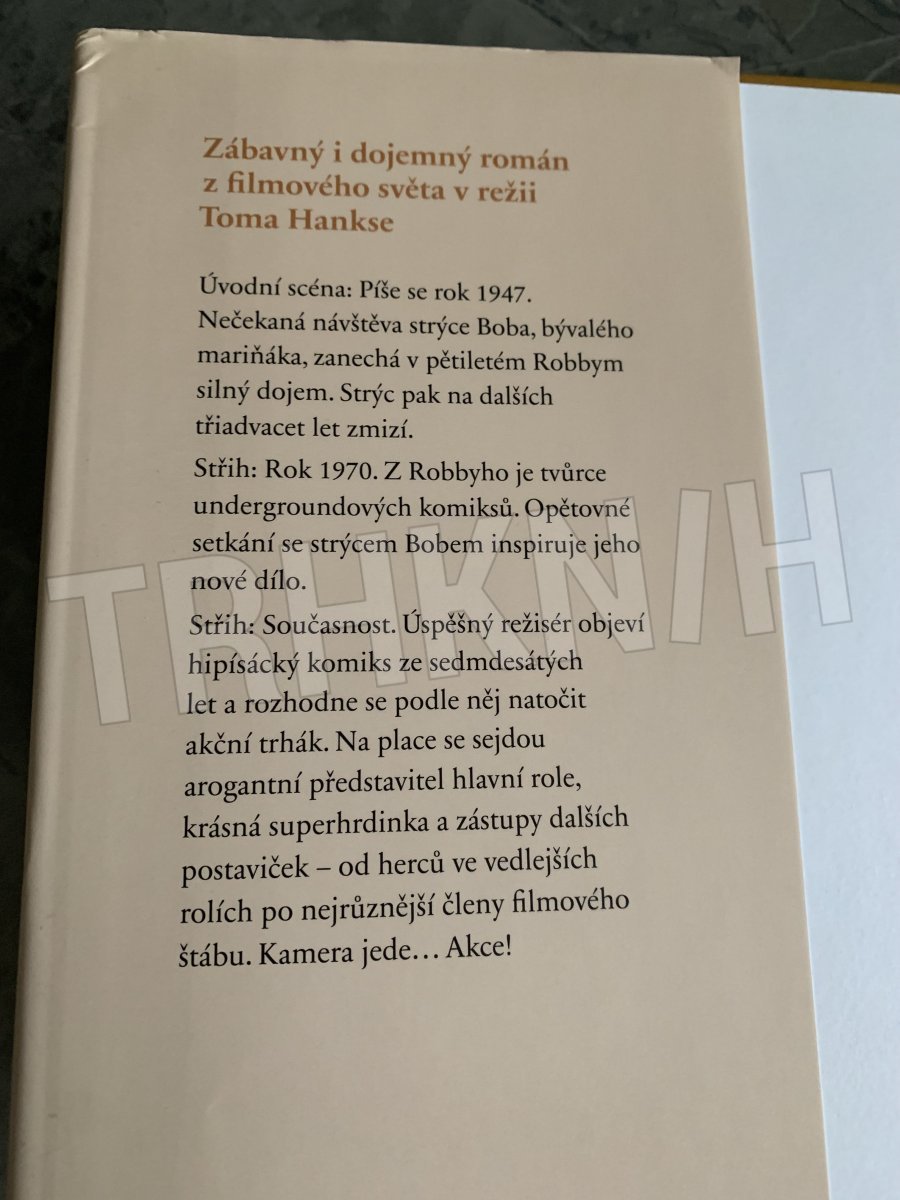 Zábavný i dojemný román
z filmového světa v režii
Toma Hankse
Úvodní scéna: Píše se rok 1947.
Nečekaná návštěva strýce Boba, bývalého
mariňáka, zanechá v pětiletém Robbym
silný dojem. Strýc pak na dalších
třiadvacet let zmizí.
Střih: Rok 1970. Z Robbyho je tvůrce
undergroundových komiksů. Opětovné
setkání se strýcem Bobem inspiruje jeho
nové dílo.
Střih: Současnost. Úspěšný režisér objeví
hipísácký komiks ze sedmdesátých
let a rozhodne se podle něj natočit
akční trhák. Na place se sejdou
arogantní představitel hlavní role,
krásná superhrdinka a zástupy dalších
postaviček – od herců ve vedlejších
rolích po nejrůznější členy filmového
štábu. Kamera jede… Akce!
TRHKNIH